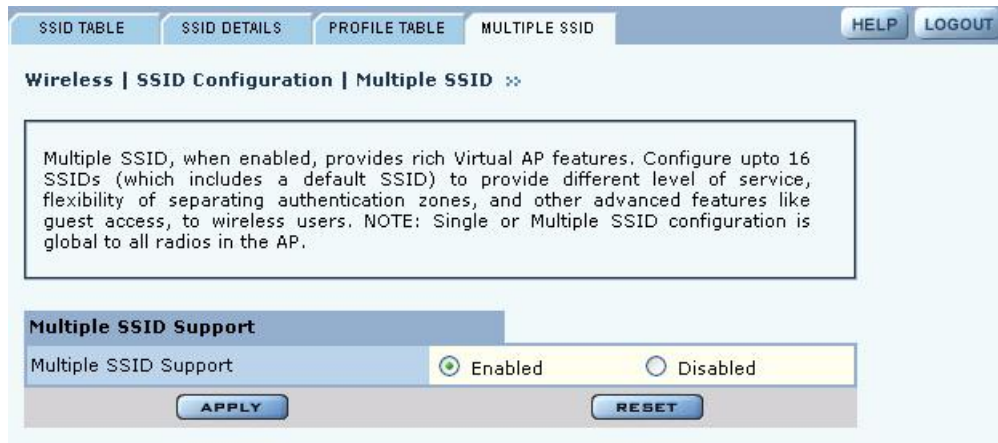 SSID TABLE SSID DETAILS PROFILE TABLE MULTIPLE SSID HELP LOGOUT
Wireless | SSID Configuration | Multiple SSID »
Multiple SSID, when enabled, provides rich Virtual AP features. Configure upto 16
SSIDs (which includes a default SSID) to provide different level of service,
flexibility of separating authentication zones, and other advanced features like
guest access, to wireless users. NOTE: Single or Multiple SSID configuration is
global to all radios in the AP.
Multiple SSID Support
Multiple SSID Support Enabled Disabled
APPLY RESET